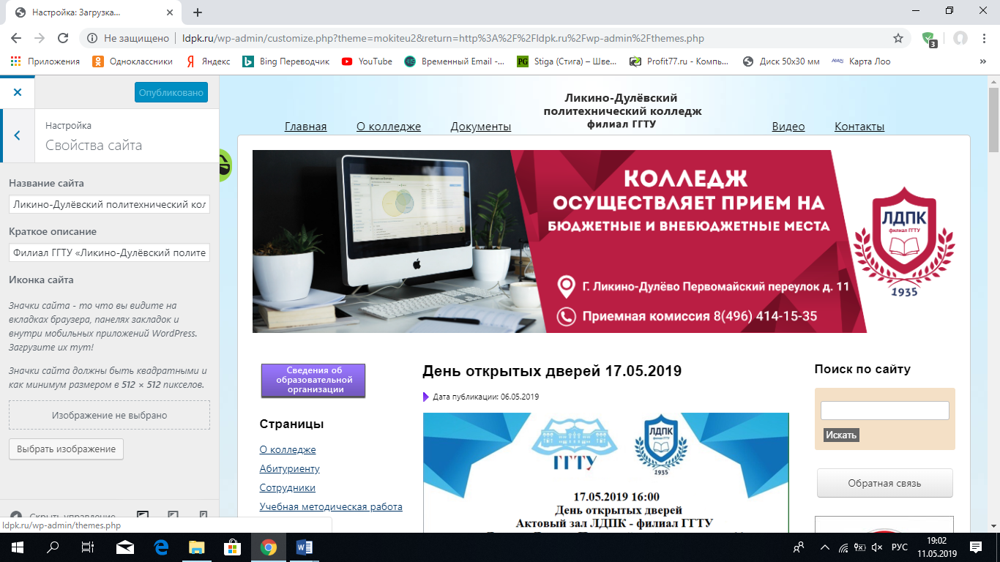 Настройка: Загрузка...
Не защищено
ldpk.ru/wp-admin/customize.php?theme=mokiteu2&return=http%3A%2F%2Fldpk.ru%2Fwp-admin%2Fthemes.php
3
Приложения
Одноклассники
Яндекс
Bing Переводчик
YouTube
Временный Email -...
PG Stiga (Стига) – Шве...
Profit77.ru - Компь...
Диск 50x30 мм
Карта Лоо
»
Опубликовано
Настройка
Свойства сайта
Название сайта
Ликино-Дулёвский политехнический кол
Краткое описание
Филиал ГГТУ «Ликино-Дулёвский полите
Иконка сайта
Значки сайта - то что вы видите на
вкладках браузера, панелях закладок и
внутри мобильных приложений WordPress.
Загрузите их тут!
Значки сайта должны быть квадратными и
как минимум размером в 512 × 512 пикселов.
Изображение не выбрано
Выбрать изображение
Скрыть управление
ldpk.ru/wp-admin/themes.php
Ликино-Дулёвский
политехнический колледж
филиал ГГТУ
Главная
О колледже
Документы
Видео
Контакты
КОЛЛЕДЖ
ОСУЩЕСТВЛЯЕТ ПРИЕМ НА
БЮДЖЕТНЫЕ И ВНЕБЮДЖЕТНЫЕ МЕСТА
Г. Ликино-Дулёво Первомайский переулок д. 11
Приемная комиссия 8(496) 414-15-35
ЛДПК
филиал ГГТУ
1935
Сведения об
образовательной
организации
Страницы
О колледже
Абитуриенту
Сотрудники
Учебная методическая работа
День открытых дверей 17.05.2019
Дата публикации: 06.05.2019
ГГТУ
ЛДПК
филиал ГГТУ
1935
17.05.2019 16:00
День открытых дверей
Актовый зал ЛДПК - филиал ГГТУ
Поиск по сайту
Искать
Обратная связь
РУС
19:02
11.05.2019